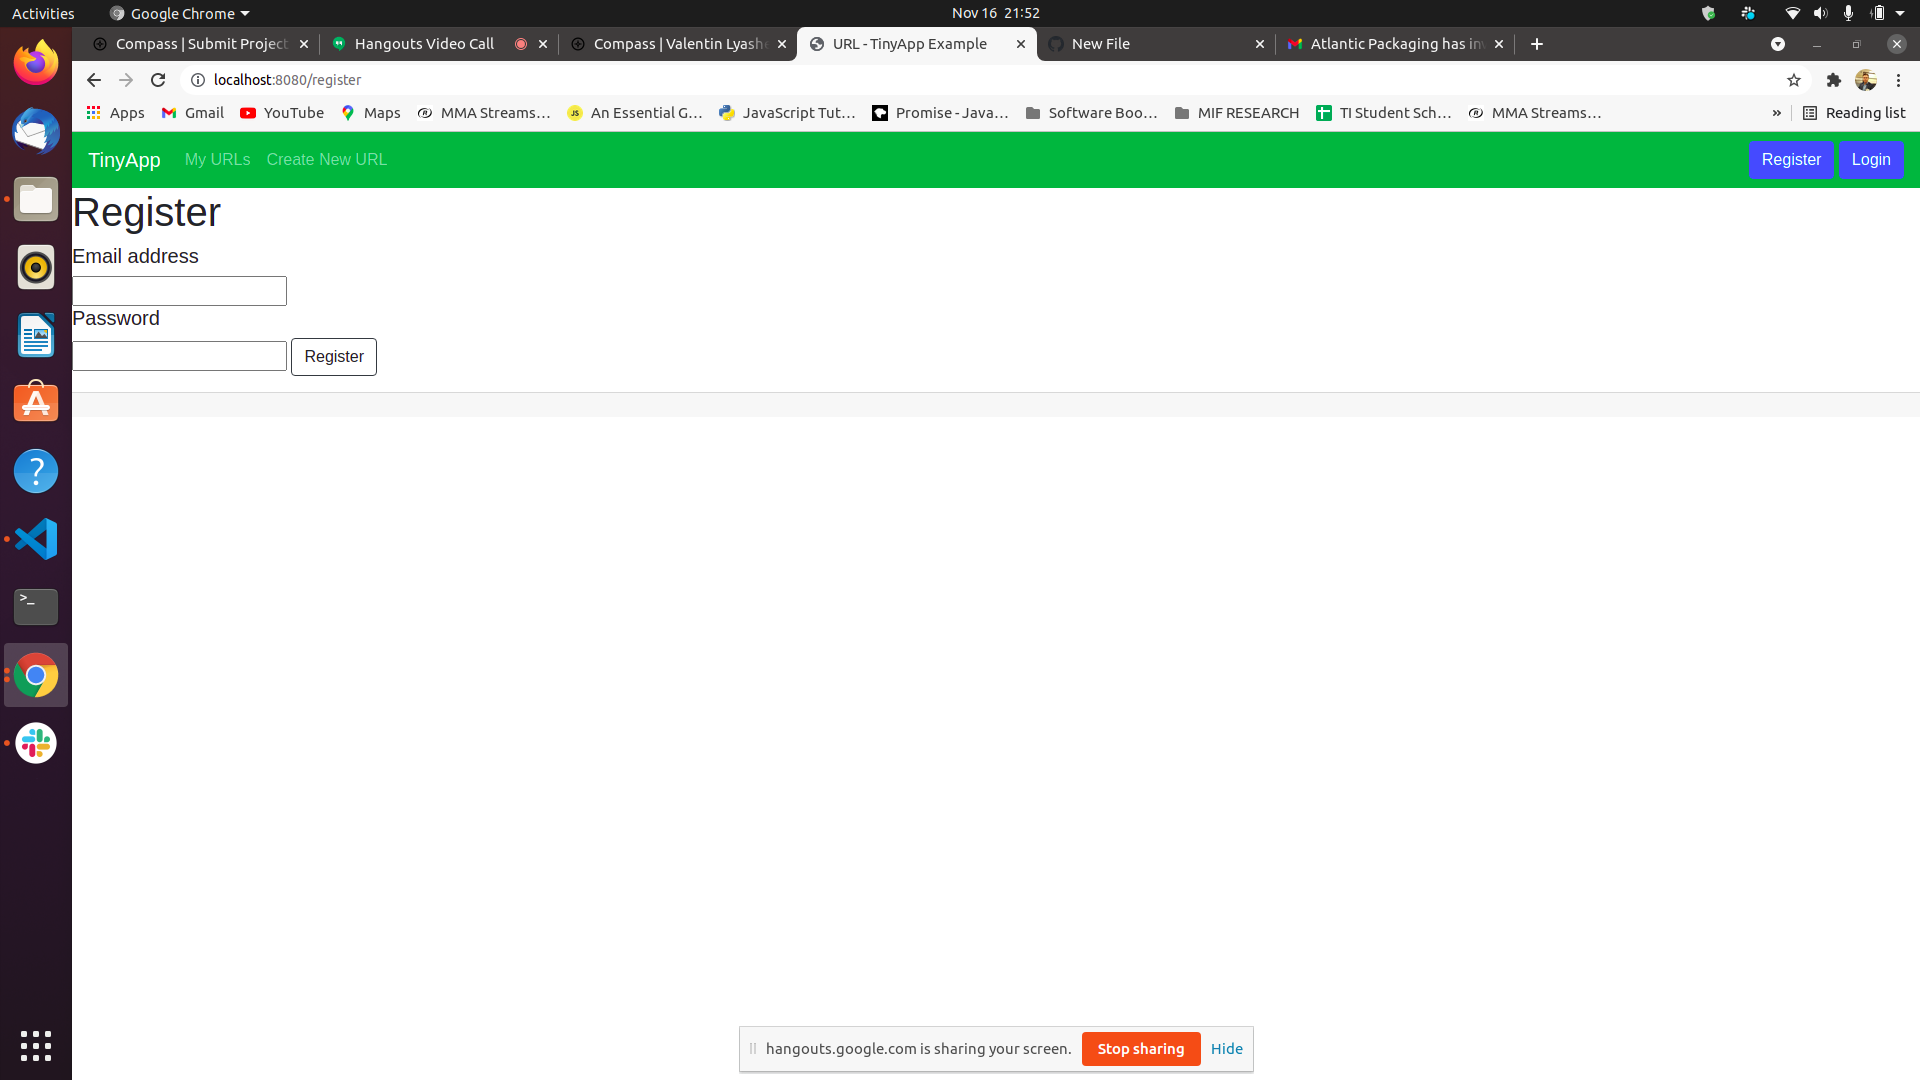 Activities
Google Chrome
Nov 16 21:52
Compass | Submit Project
Hangouts Video Call
Compass | Valentin Lyashe
URL - TinyApp Example
New File
Atlantic Packaging has in
localhost:8080/register
Apps
Gmail
YouTube
Maps
MMA Streams...
An Essential G...
JavaScript Tut...
Promise - Java...
Software Boo...
MIF RESEARCH
TI Student Sch...
MMA Streams...
»
Reading list
TinyApp
My URLs
Create New URL
Register
Login
Register
Email address
Password
Register
hangouts.google.com is sharing your screen.
Stop sharing
Hide